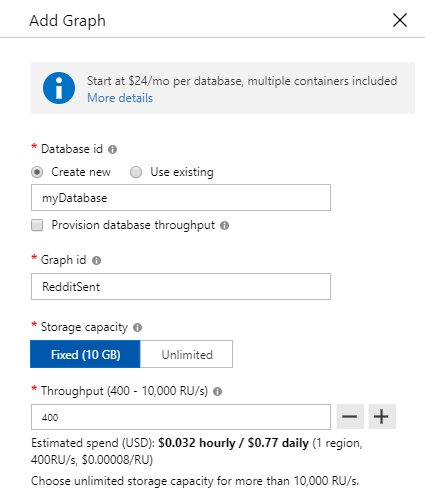 Add Graph
Start at $24/mo per database, multiple containers included
More details
* Database id
Create new Use existing
myDatabase
Provision database throughput
* Graph id
RedditSent
* Storage capacity
Fixed (10 GB) Unlimited
* Throughput (400 - 10,000 RU/s)
400
Estimated spend (USD): $0.032 hourly / $0.77 daily (1 region,
400RU/s, $0.00008/RU)
Choose unlimited storage capacity for more than 10,000 RU/s.